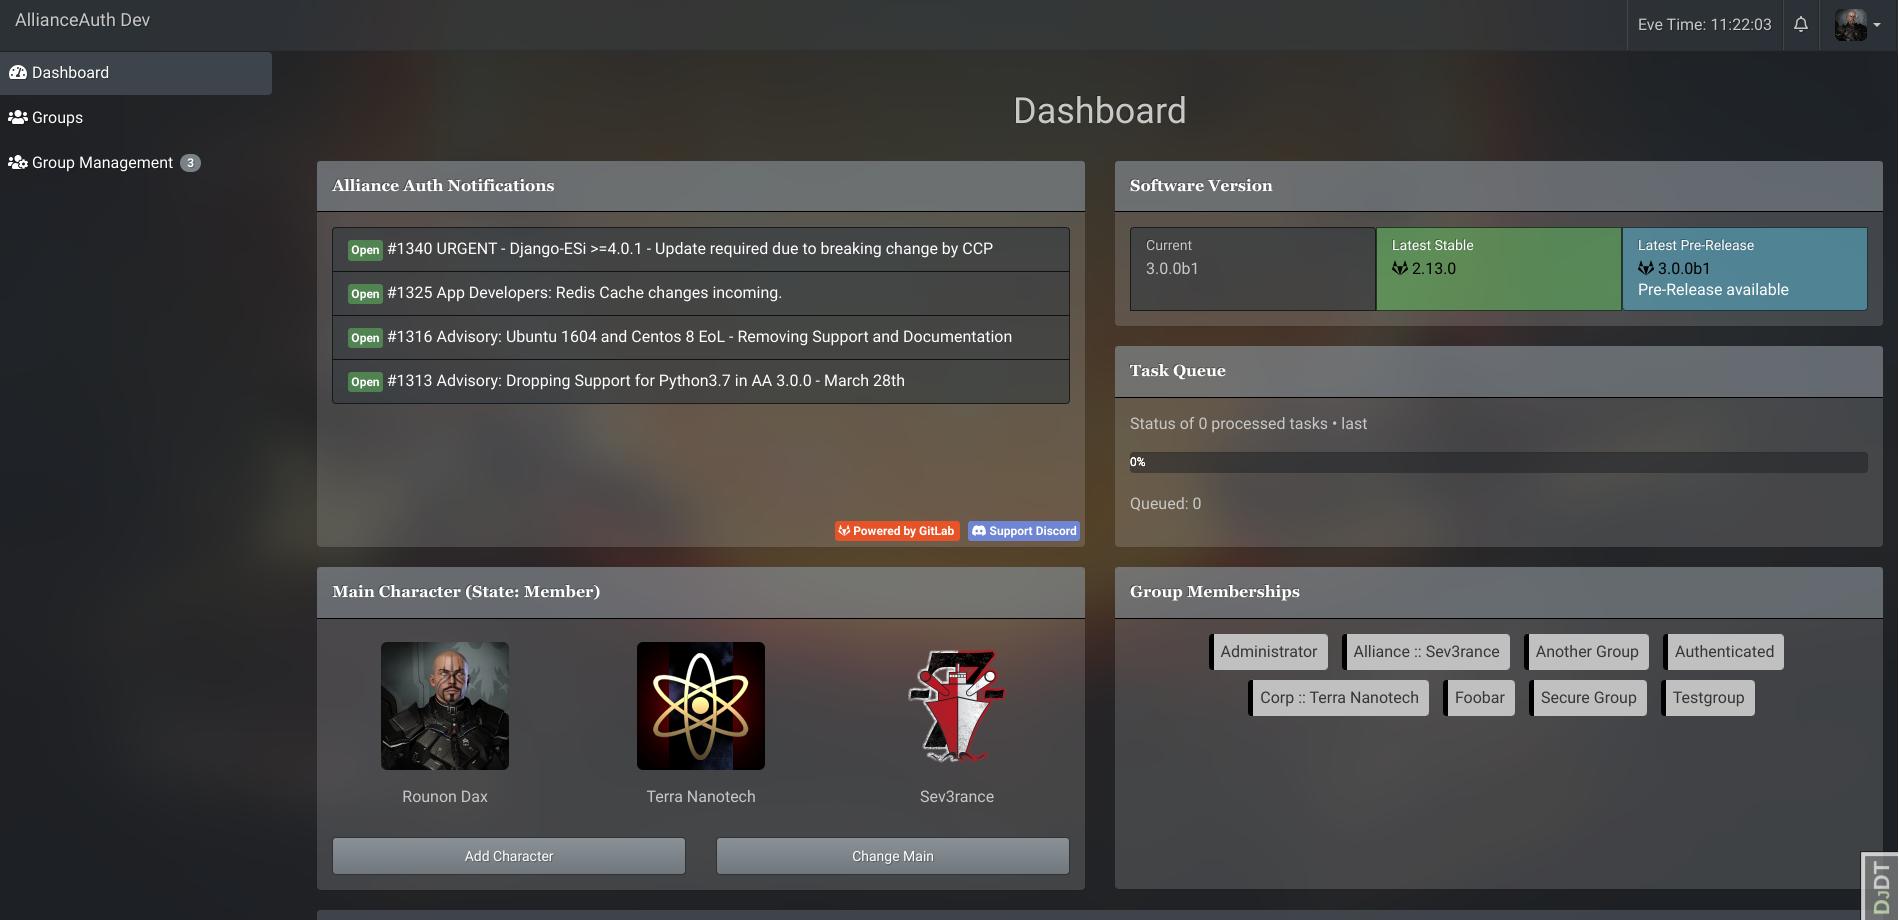 AllianceAuth Dev
Eve Time: 11:22:03
Dashboard
Groups
Group Management 3
Dashboard
Alliance Auth Notifications
Open #1340 URGENT - Django-ESi >=4.0.1 - Update required due to breaking change by CCP
Open #1325 App Developers: Redis Cache changes incoming.
Open #1316 Advisory: Ubuntu 1604 and Centos 8 EoL - Removing Support and Documentation
Open #1313 Advisory: Dropping Support for Python3.7 in AA 3.0.0 - March 28th
Powered by GitLab Support Discord
Software Version
Current
3.0.0b1
Latest Stable
2.13.0
Latest Pre-Release
3.0.0b1
Pre-Release available
Task Queue
Status of 0 processed tasks • last
0%
Queued: 0
Main Character (State: Member)
Rounon Dax
Terra Nanotech
Sev3rance
Add Character
Change Main
Group Memberships
Administrator Alliance :: Sev3rance Another Group Authenticated
Corp :: Terra Nanotech Foobar Secure Group Testgroup
DJDT